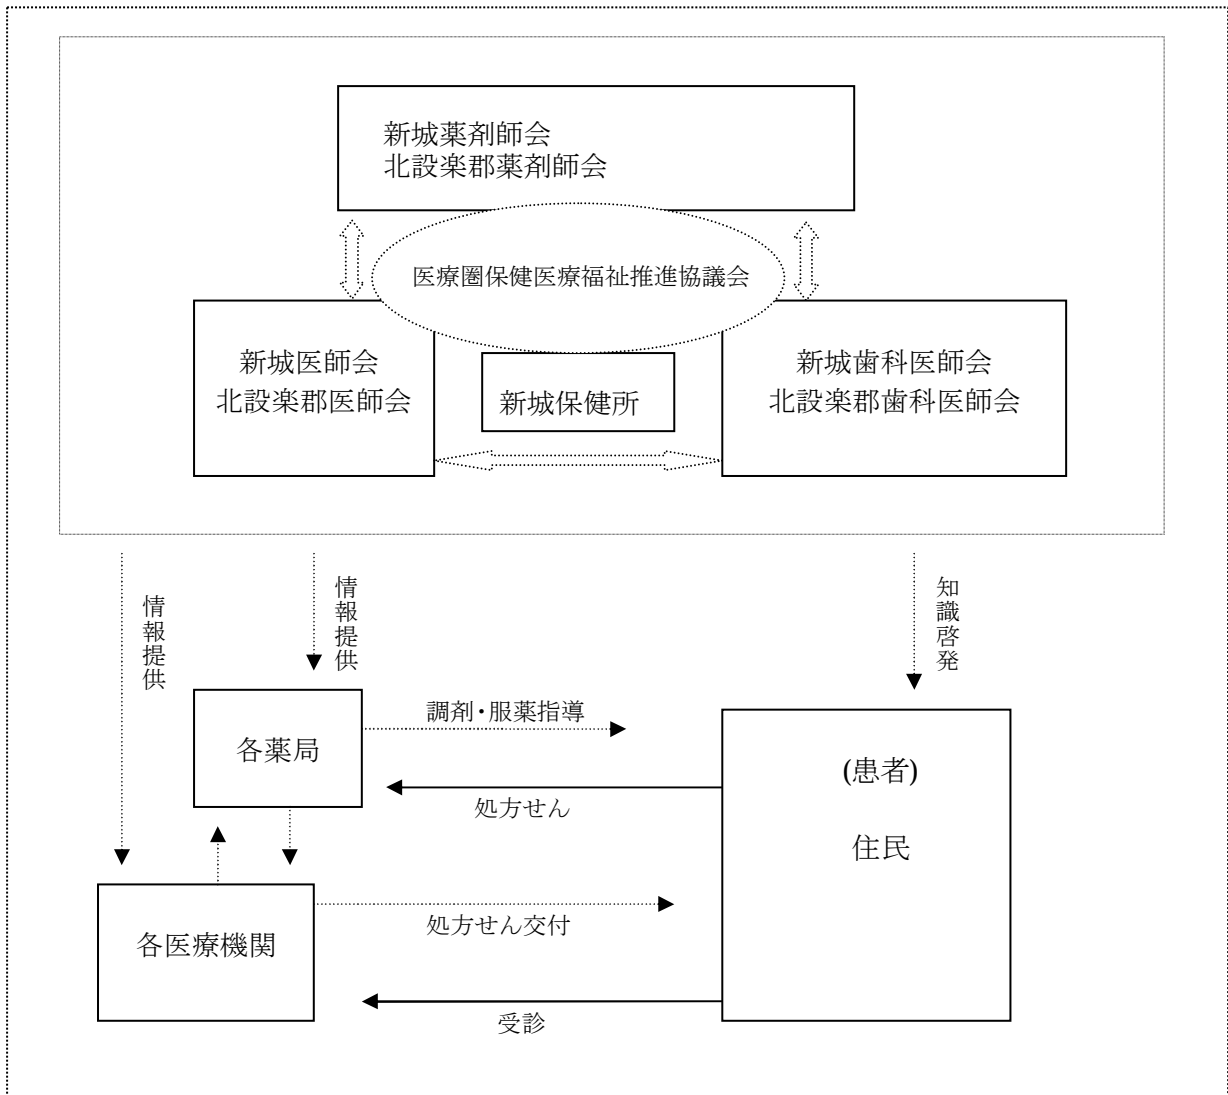 新城薬剤師会
北設楽郡薬剤師会
医療圏保健医療福祉推進協議会
新城医師会
北設楽郡医師会
新城保健所
新城歯科医師会
北設楽郡歯科医師会
情報提供
情報提供
知識啓発
各薬局
調剤・服薬指導
処方せん
(患者)
住民
各医療機関
処方せん交付
受診